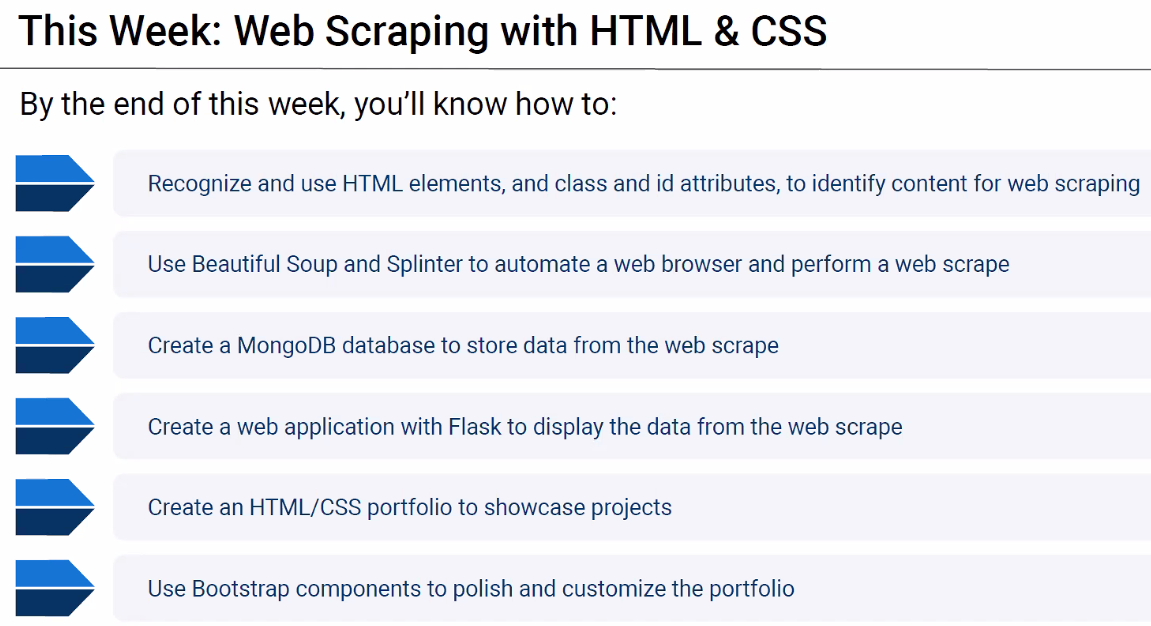 This Week: Web Scraping with HTML & CSS
By the end of this week, you’ll know how to:
Recognize and use HTML elements, and class and id attributes, to identify content for web scraping
Use Beautiful Soup and Splinter to automate a web browser and perform a web scrape
Create a MongoDB database to store data from the web scrape
Create a web application with Flask to display the data from the web scrape
Create an HTML/CSS portfolio to showcase projects
Use Bootstrap components to polish and customize the portfolio